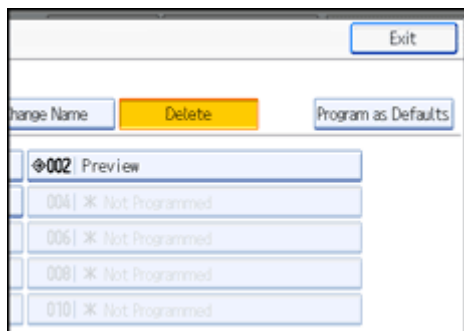 Exit
hange Name Delete Program as Defaults
002 Preview
004 * Not Programmed
006 * Not Programmed
008 * Not Programmed
010 * Not Programmed